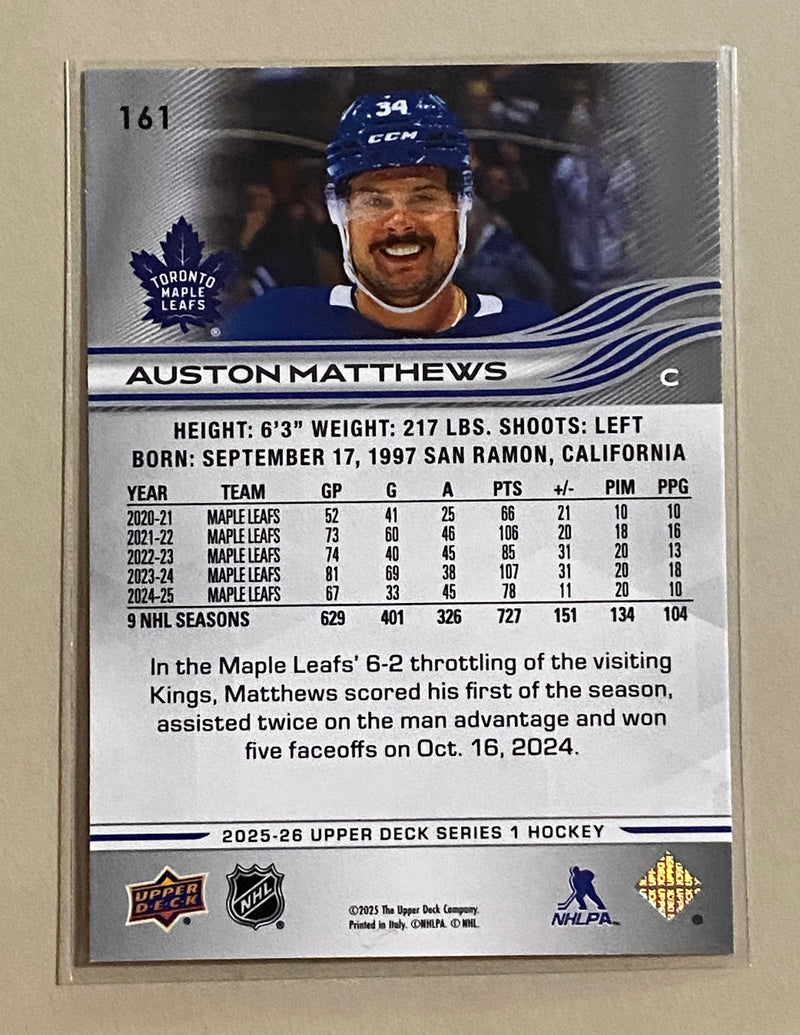 161
34
CCM
TORONTO
MAPLE
LEAFS
®
AUSTON MATTHEWS
C
HEIGHT: 6'3" WEIGHT: 217 LBS. SHOOTS: LEFT
BORN: SEPTEMBER 17, 1997 SAN RAMON, CALIFORNIA
YEAR TEAM GP G A PTS +/- PIM PPG
2020-21 MAPLE LEAFS 52 41 25 66 21 10 10
2021-22 MAPLE LEAFS 73 60 46 106 20 18 16
2022-23 MAPLE LEAFS 74 40 45 85 31 20 13
2023-24 MAPLE LEAFS 81 69 38 107 31 20 18
2024-25 MAPLE LEAFS 67 33 45 78 11 20 10
9 NHL SEASONS 629 401 326 727 151 134 104
In the Maple Leafs' 6-2 throttling of the visiting
Kings, Matthews scored his first of the season,
assisted twice on the man advantage and won
five faceoffs on Oct. 16, 2024.
2025-26 UPPER DECK SERIES 1 HOCKEY
UPPER
D•E•C•K
®
NHL
®
©2025 The Upper Deck Company.
Printed in Italy. ©NHLPA. © NHL.
NHLPA™